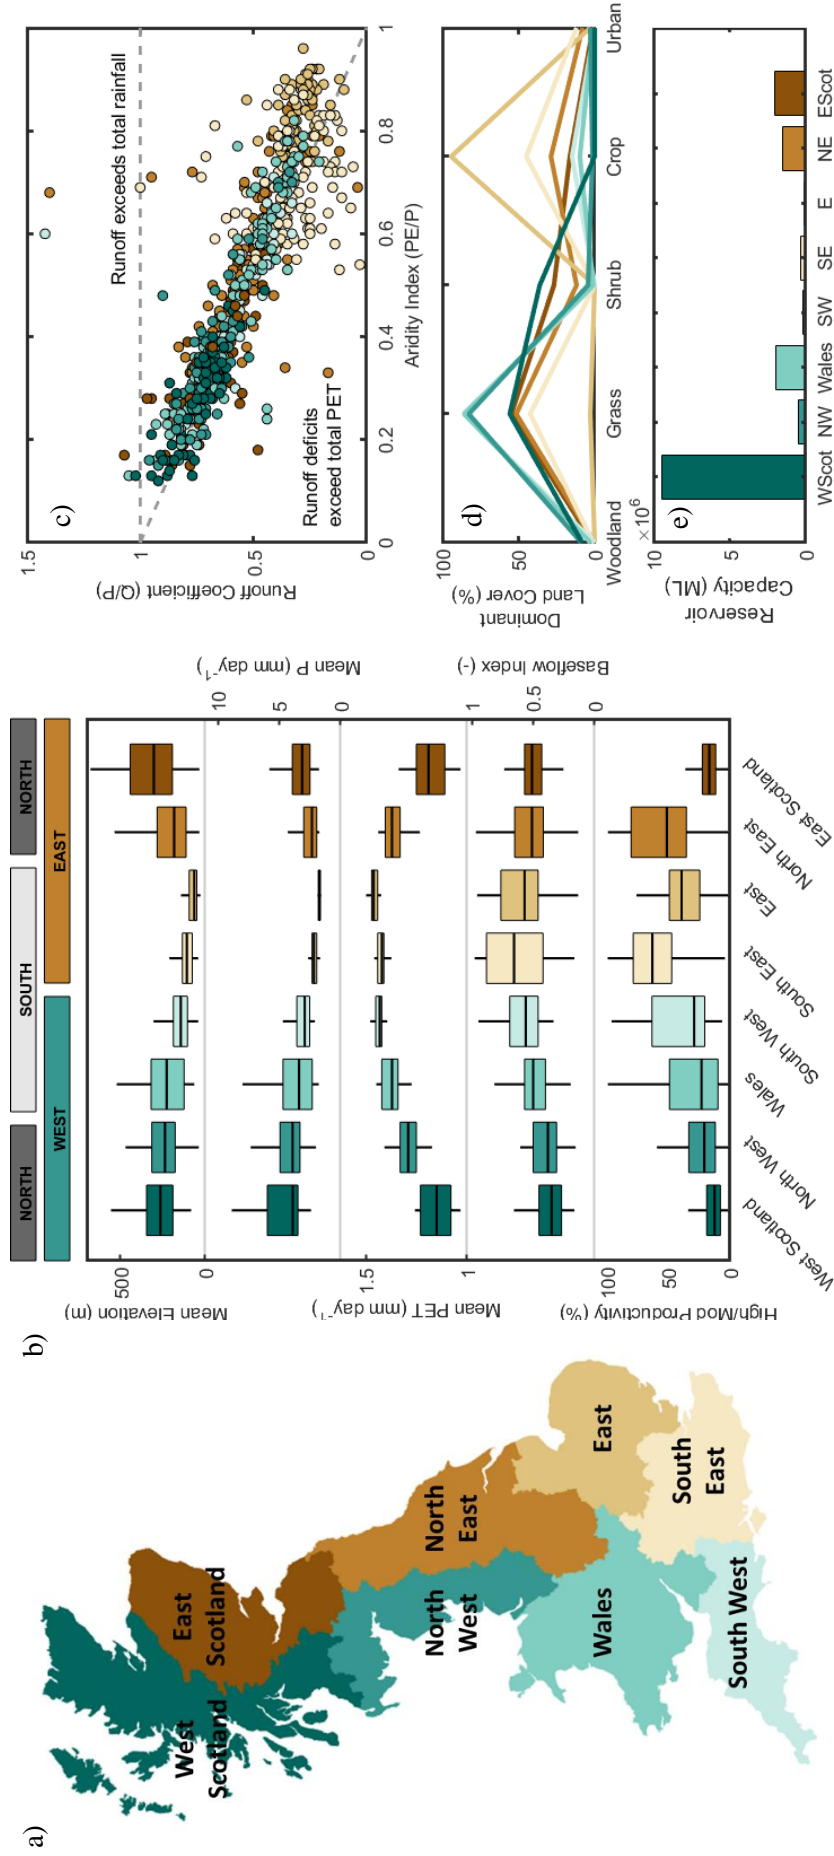 a)
West
Scotland
East
Scotland
North
West
North
East
Wales
East
South
East
South West
b)
NORTH
SOUTH
NORTH
WEST
EAST
Mean Elevation (m)
500
0
Mean P (mm day-1)
10
5
0
Mean PET (mm day-1)
1.5
1
Baseflow Index (-)
1
0.5
0
High/Mod Productivity (%)
100
50
0
West Scotland
North West
Wales
South West
South East
East
North East
East Scotland
c)
Runoff Coefficient (Q/P)
1.5
1
0.5
0
Runoff exceeds total rainfall
Runoff deficits
exceed total PET
0
0.2
0.4
0.6
0.8
1
Aridity Index (PE/P)
d)
Dominant
Land Cover (%)
100
50
0
Woodland
Grass
Shrub
Crop
Urban
e)
×10⁶
Reservoir
Capacity (ML)
10
5
0
WScot
NW
Wales
SW
SE
E
NE
EScot